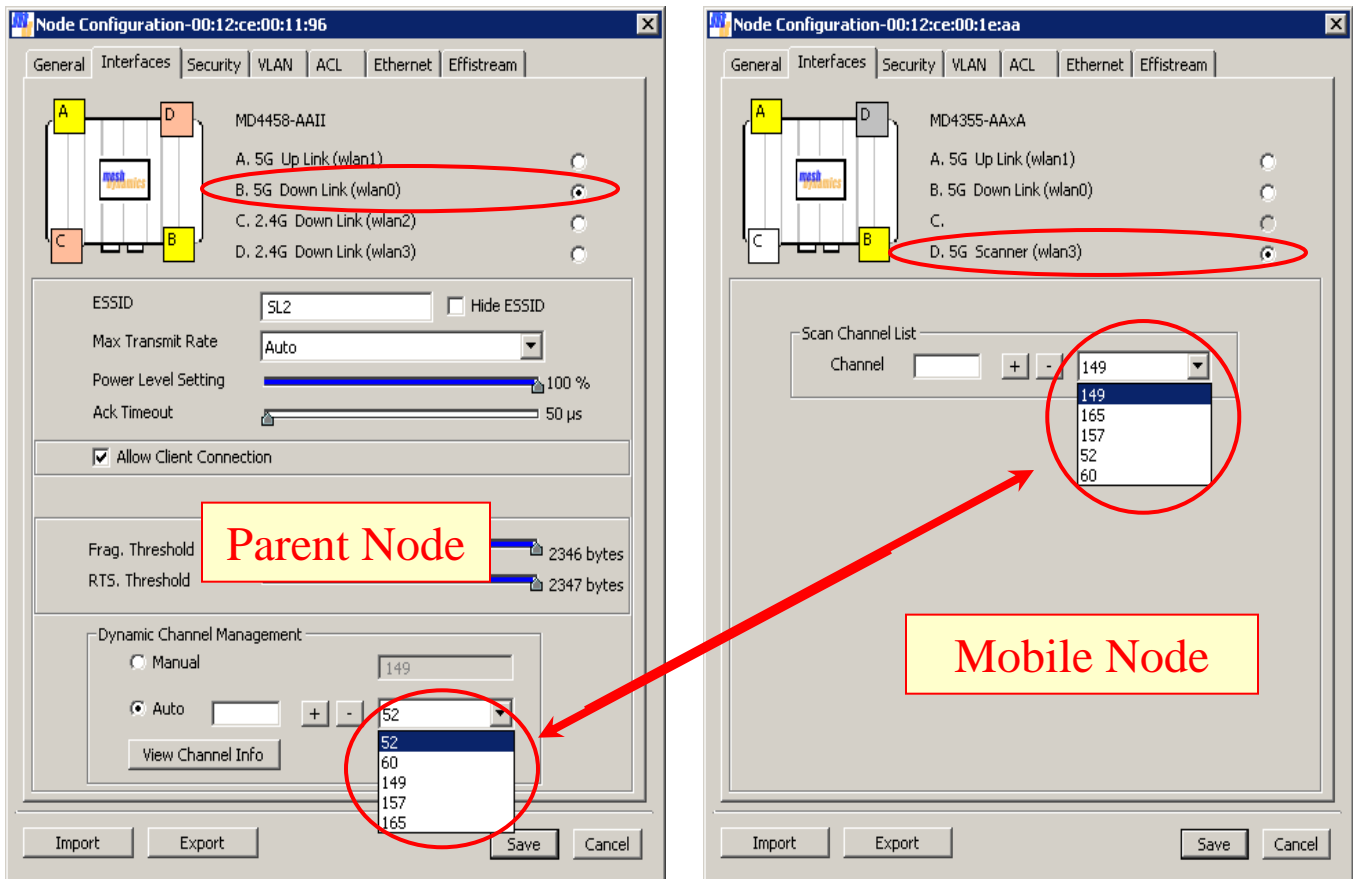 Node Configuration-00:12:ce:00:11:96
General Interfaces Security VLAN ACL Ethernet Effistream
A
D
C
B
mesh dynamics
MD4458-AAII
A. 5G Up Link (wlan1)
B. 5G Down Link (wlan0)
C. 2.4G Down Link (wlan2)
D. 2.4G Down Link (wlan3)
ESSID SL2 Hide ESSID
Max Transmit Rate Auto
Power Level Setting 100 %
Ack Timeout 50 µs
Allow Client Connection
Parent Node
Frag. Threshold 2346 bytes
RTS. Threshold 2347 bytes
Dynamic Channel Management
Manual 149
Auto + - 52
52
60
149
157
165
View Channel Info
Import Export Save Cancel
Node Configuration-00:12:ce:00:1e:aa
General Interfaces Security VLAN ACL Ethernet Effistream
A
D
C
B
mesh dynamics
MD4355-AAxA
A. 5G Up Link (wlan1)
B. 5G Down Link (wlan0)
C.
D. 5G Scanner (wlan3)
Scan Channel List
Channel + - 149
149
165
157
52
60
Mobile Node
Import Export Save Cancel